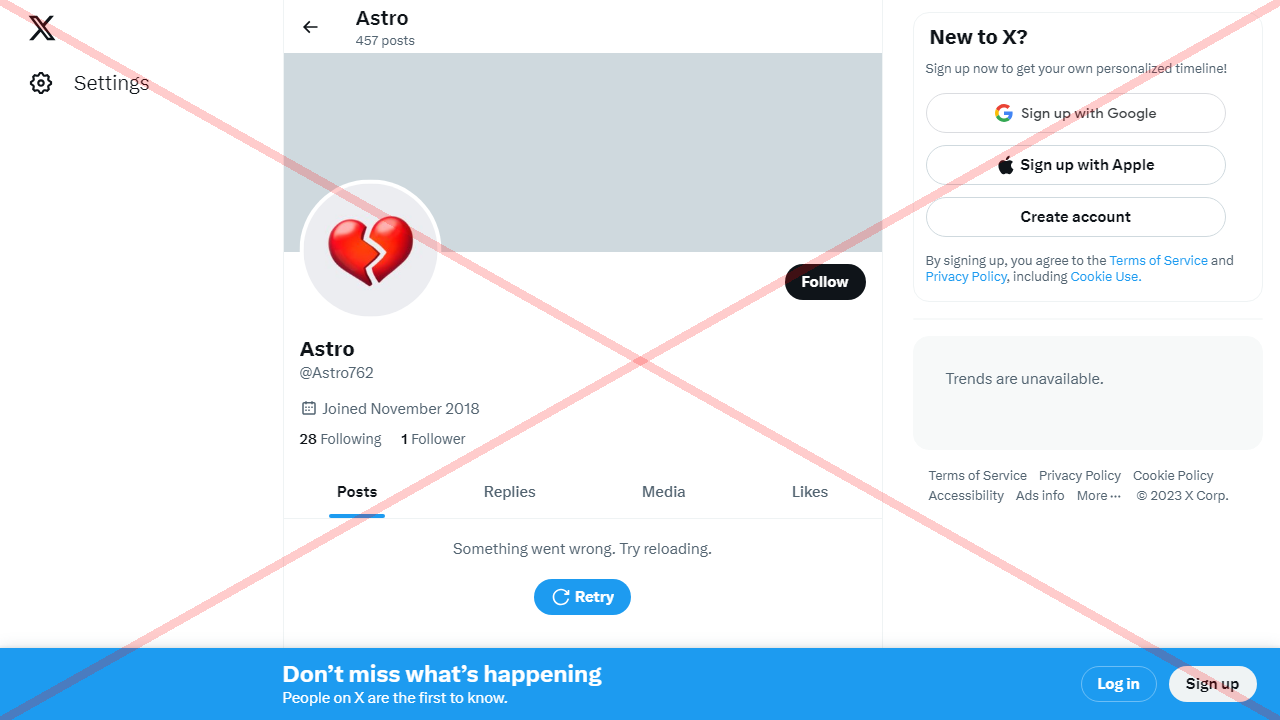 Settings
Astro
457 posts
Follow
Astro
@Astro762
Joined November 2018
28 Following 1 Follower
Posts Replies Media Likes
Something went wrong. Try reloading.
Retry
New to X?
Sign up now to get your own personalized timeline!
Sign up with Google
Sign up with Apple
Create account
By signing up, you agree to the Terms of Service and
Privacy Policy, including Cookie Use.
Trends are unavailable.
Terms of Service Privacy Policy Cookie Policy
Accessibility Ads info More ··· © 2023 X Corp.
Don’t miss what’s happening
People on X are the first to know.
Log in Sign up